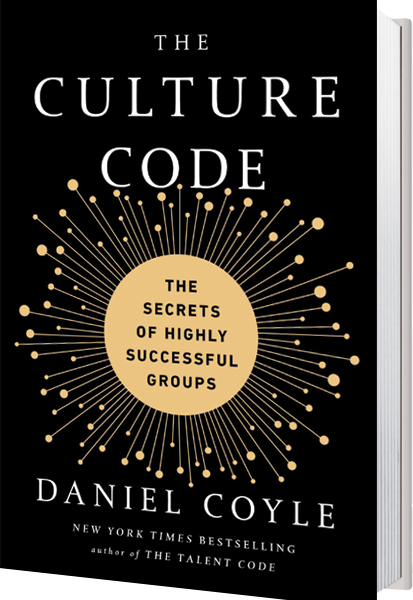 THE
CULTURE
CODE
THE
SECRETS
OF HIGHLY
SUCCESSFUL
GROUPS
DANIEL COYLE
NEW YORK TIMES BESTSELLING
author of THE TALENT CODE